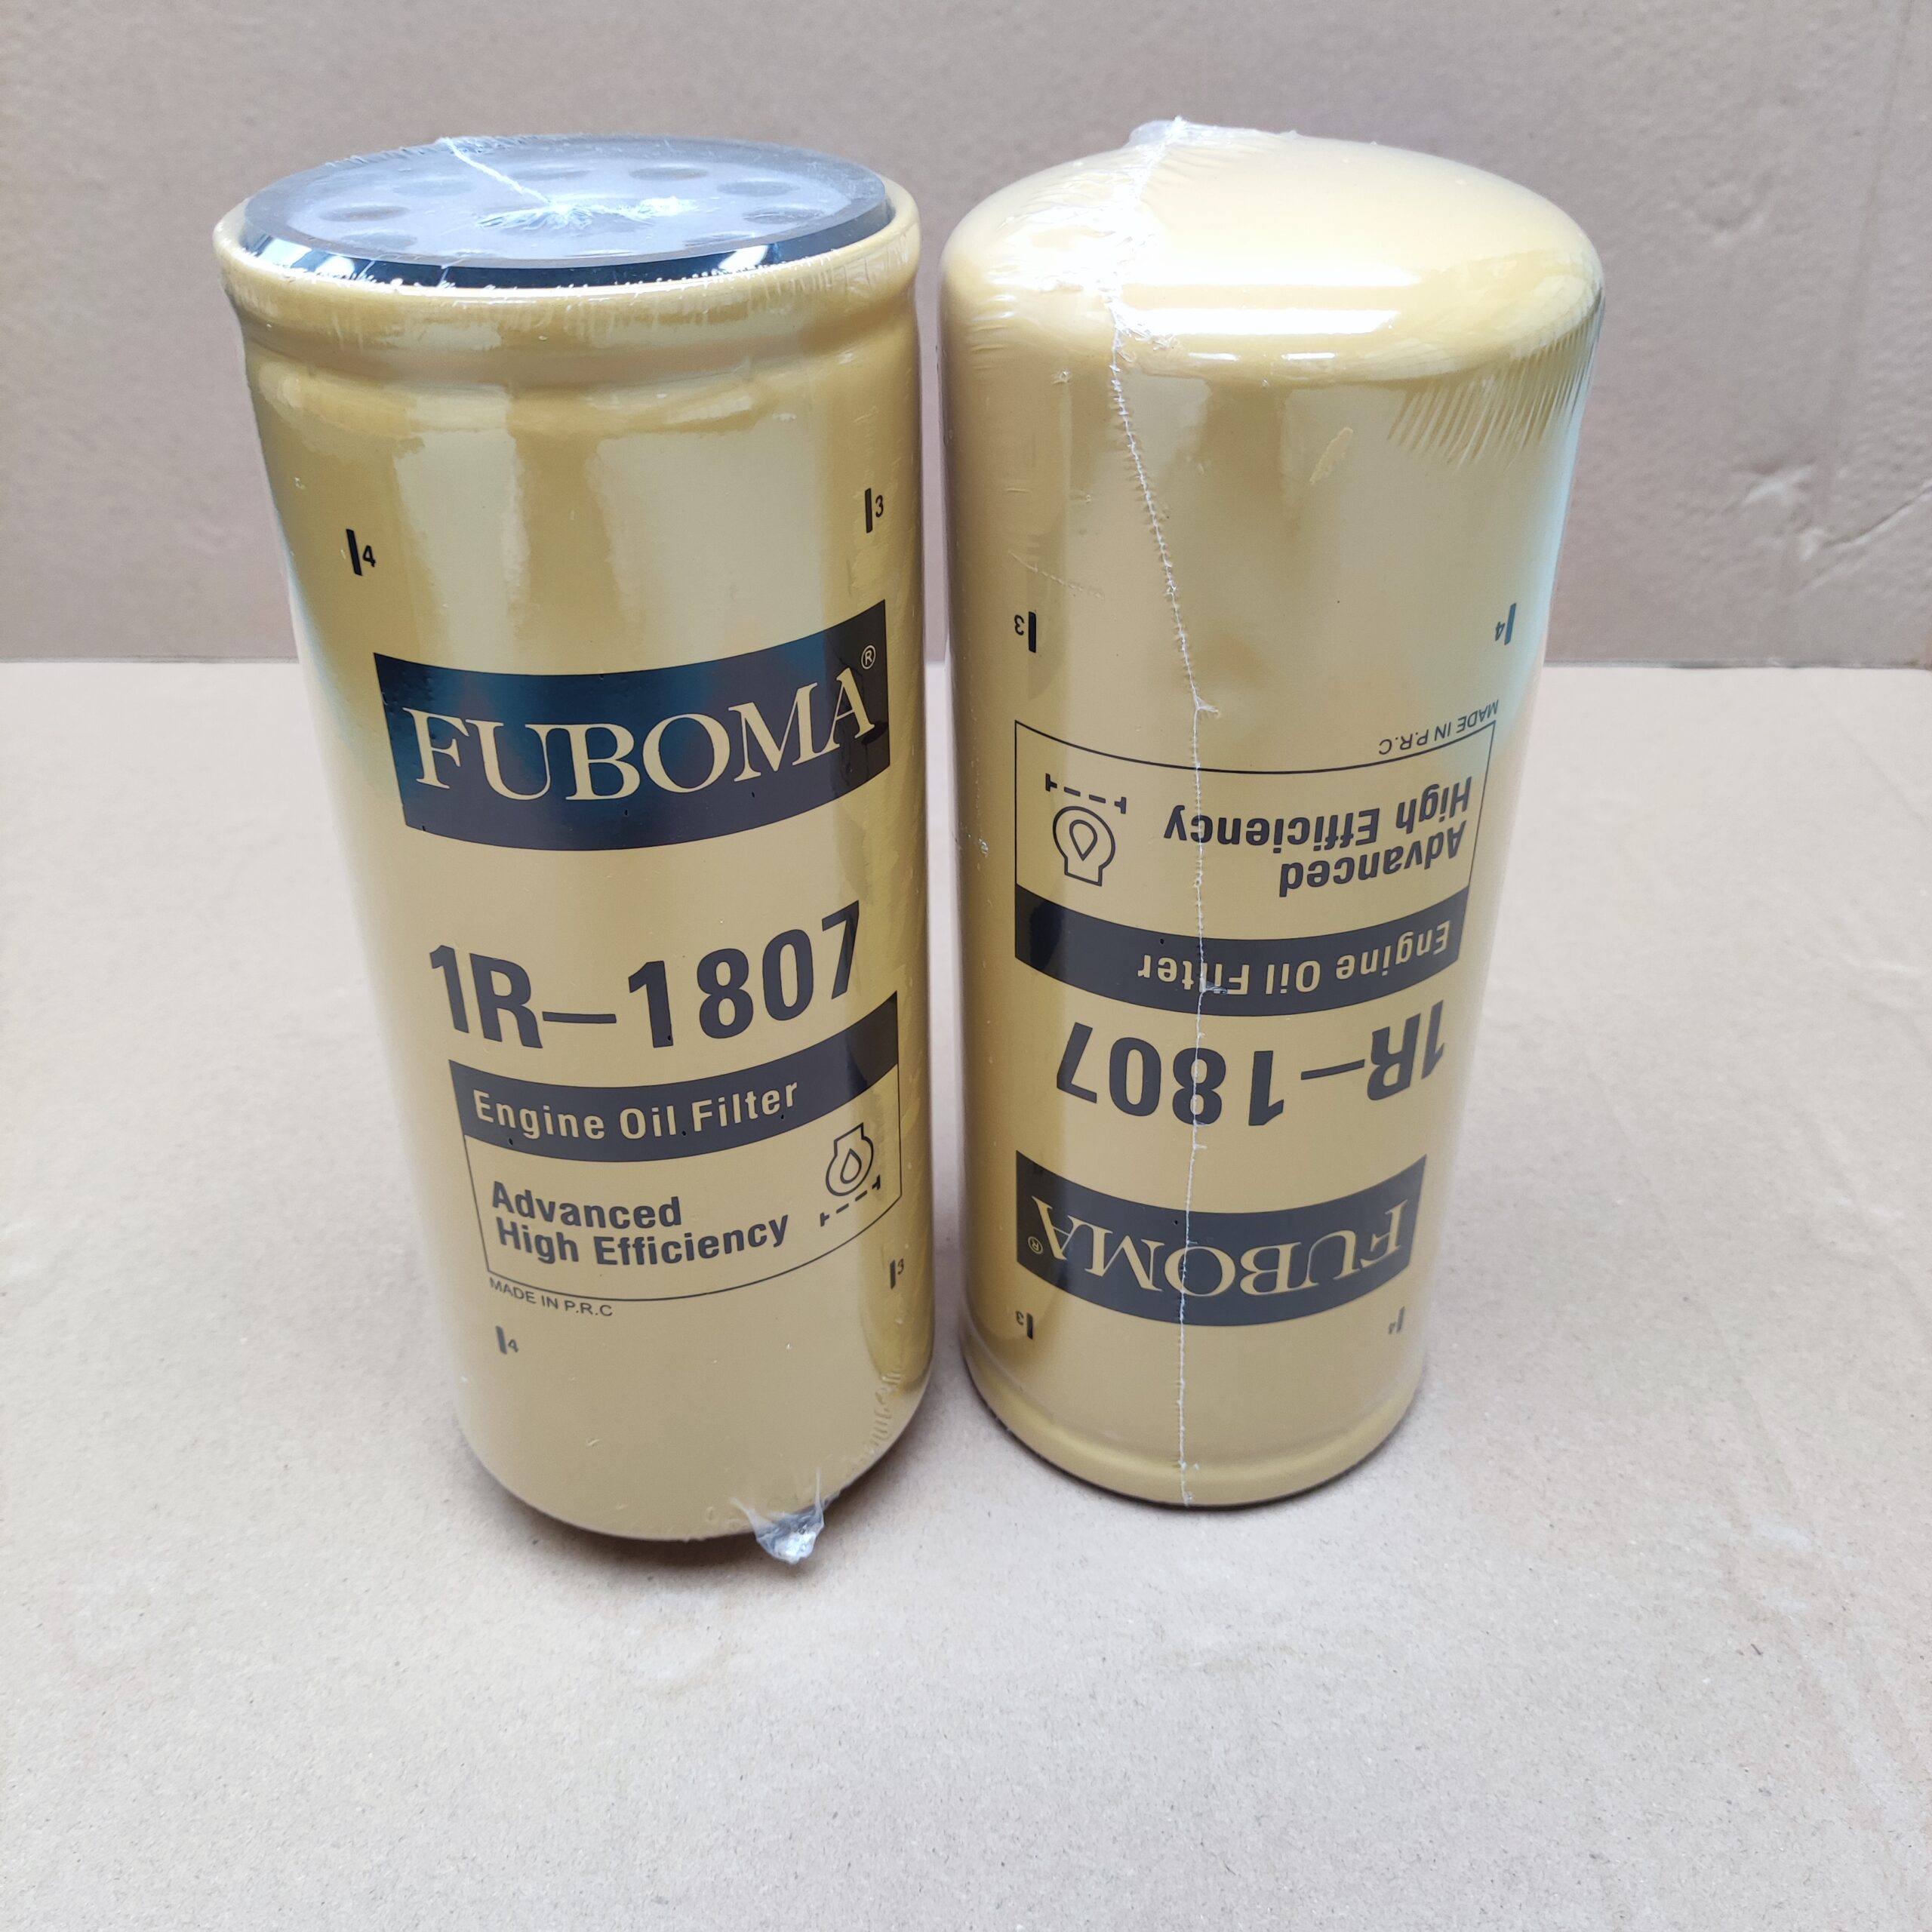 4
3
FUBOMA®
1R-1807
Engine Oil Filter
Advanced
High Efficiency
MADE IN P.R.C
3
4
4
3
FUBOMA®
1R-1807
Engine Oil Filter
Advanced
High Efficiency
MADE IN P.R.C
4
3